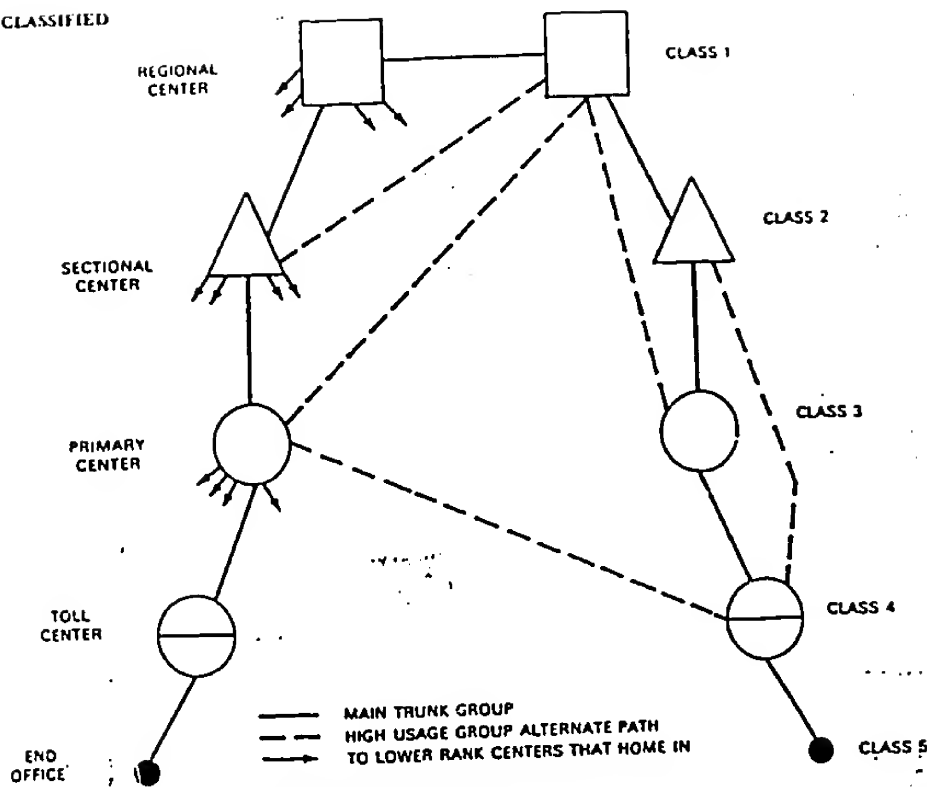 CLASSIFIED
REGIONAL
CENTER
CLASS 1
SECTIONAL
CENTER
CLASS 2
PRIMARY
CENTER
CLASS 3
TOLL
CENTER
CLASS 4
MAIN TRUNK GROUP
HIGH USAGE GROUP ALTERNATE PATH
TO LOWER RANK CENTERS THAT HOME IN
END
OFFICE
CLASS 5